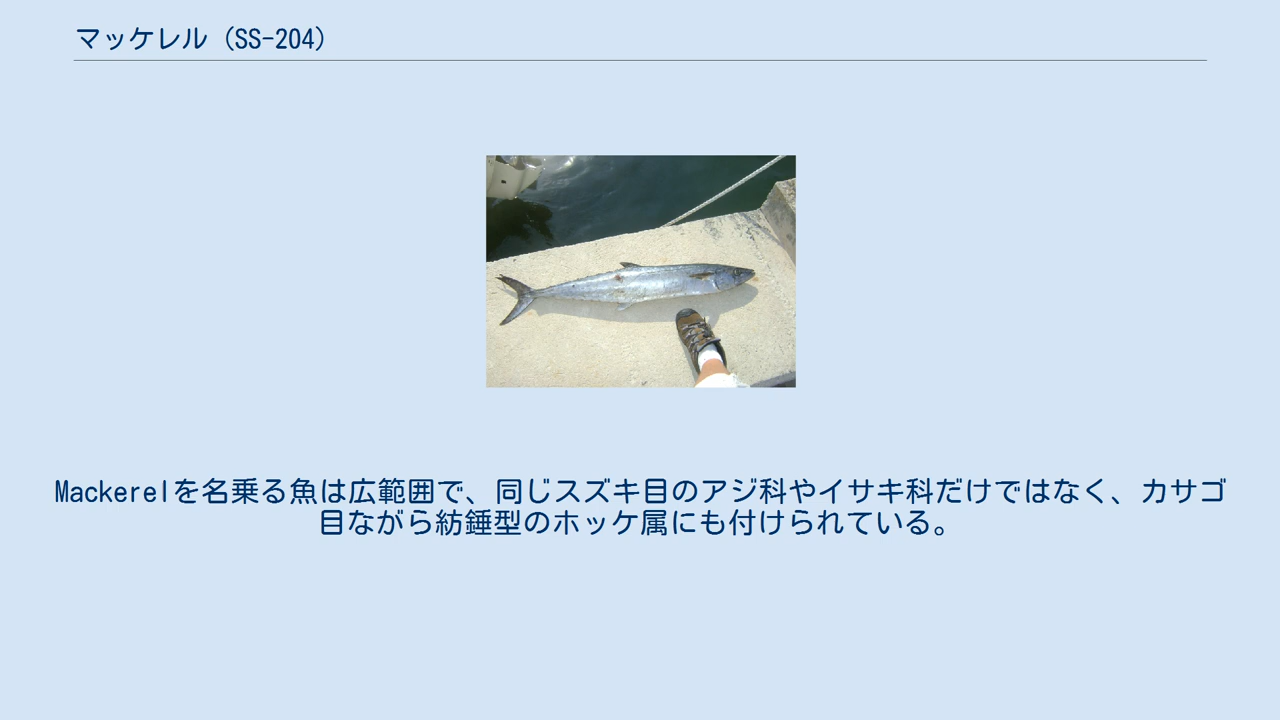 マッケレル（SS-204）
Mackerelを名乗る魚は広範囲で、同じスズキ目のアジ科やイサキ科だけではなく、カサゴ
目ながら紡錘型のホッケ属にも付けられている。